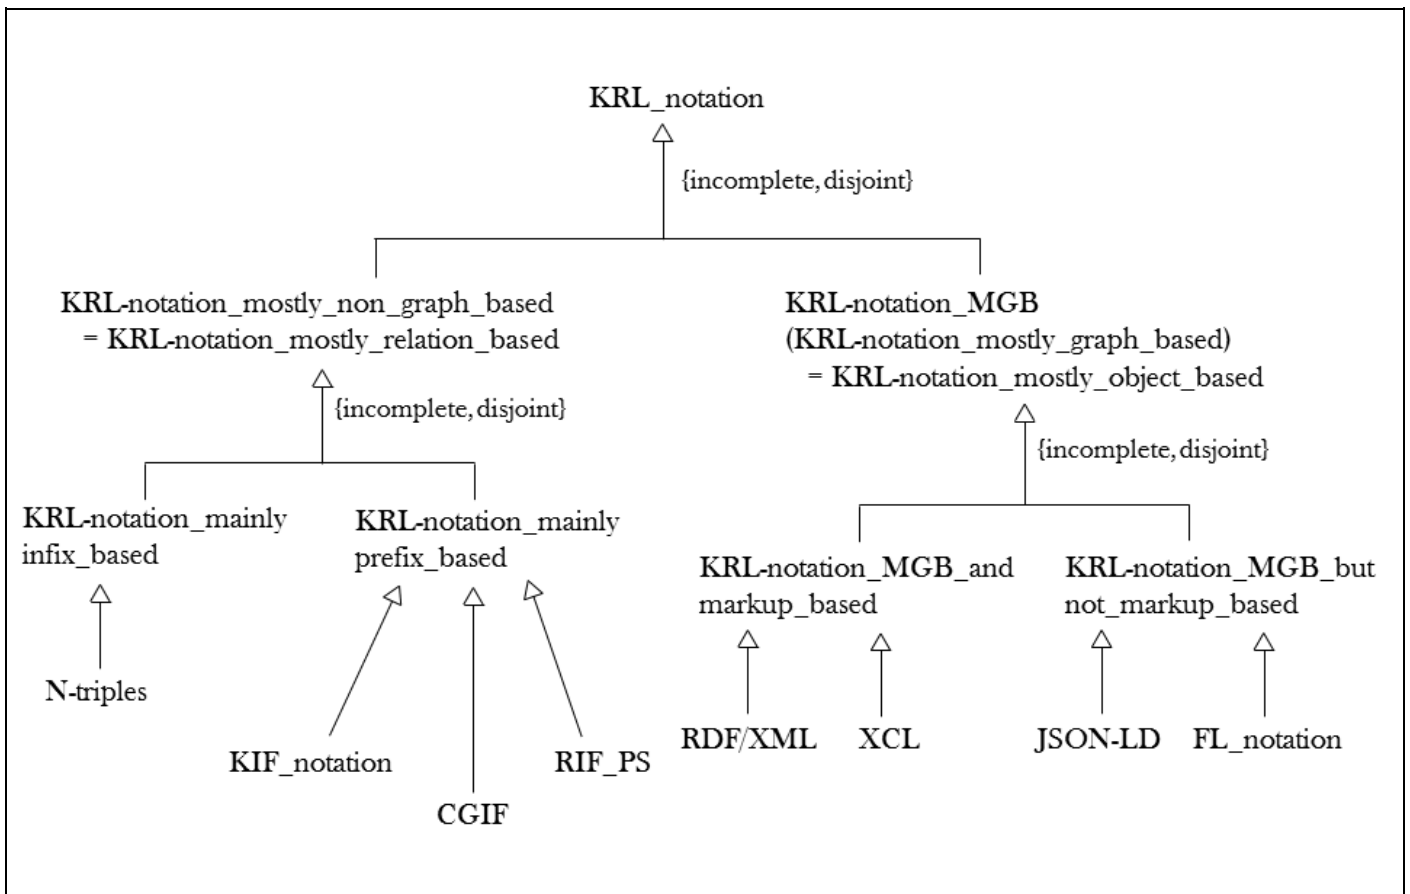 KRL_notation
{incomplete, disjoint}
KRL-notation_mostly_non_graph_based
= KRL-notation_mostly_relation_based
KRL-notation_MGB
(KRL-notation_mostly_graph_based)
= KRL-notation_mostly_object_based
{incomplete, disjoint}
{incomplete, disjoint}
KRL-notation_mainly
infix_based
KRL-notation_mainly
prefix_based
KRL-notation_MGB_and
markup_based
KRL-notation_MGB_but
not_markup_based
N-triples
KIF_notation
CGIF
RIF_PS
RDF/XML
XCL
JSON-LD
FL_notation